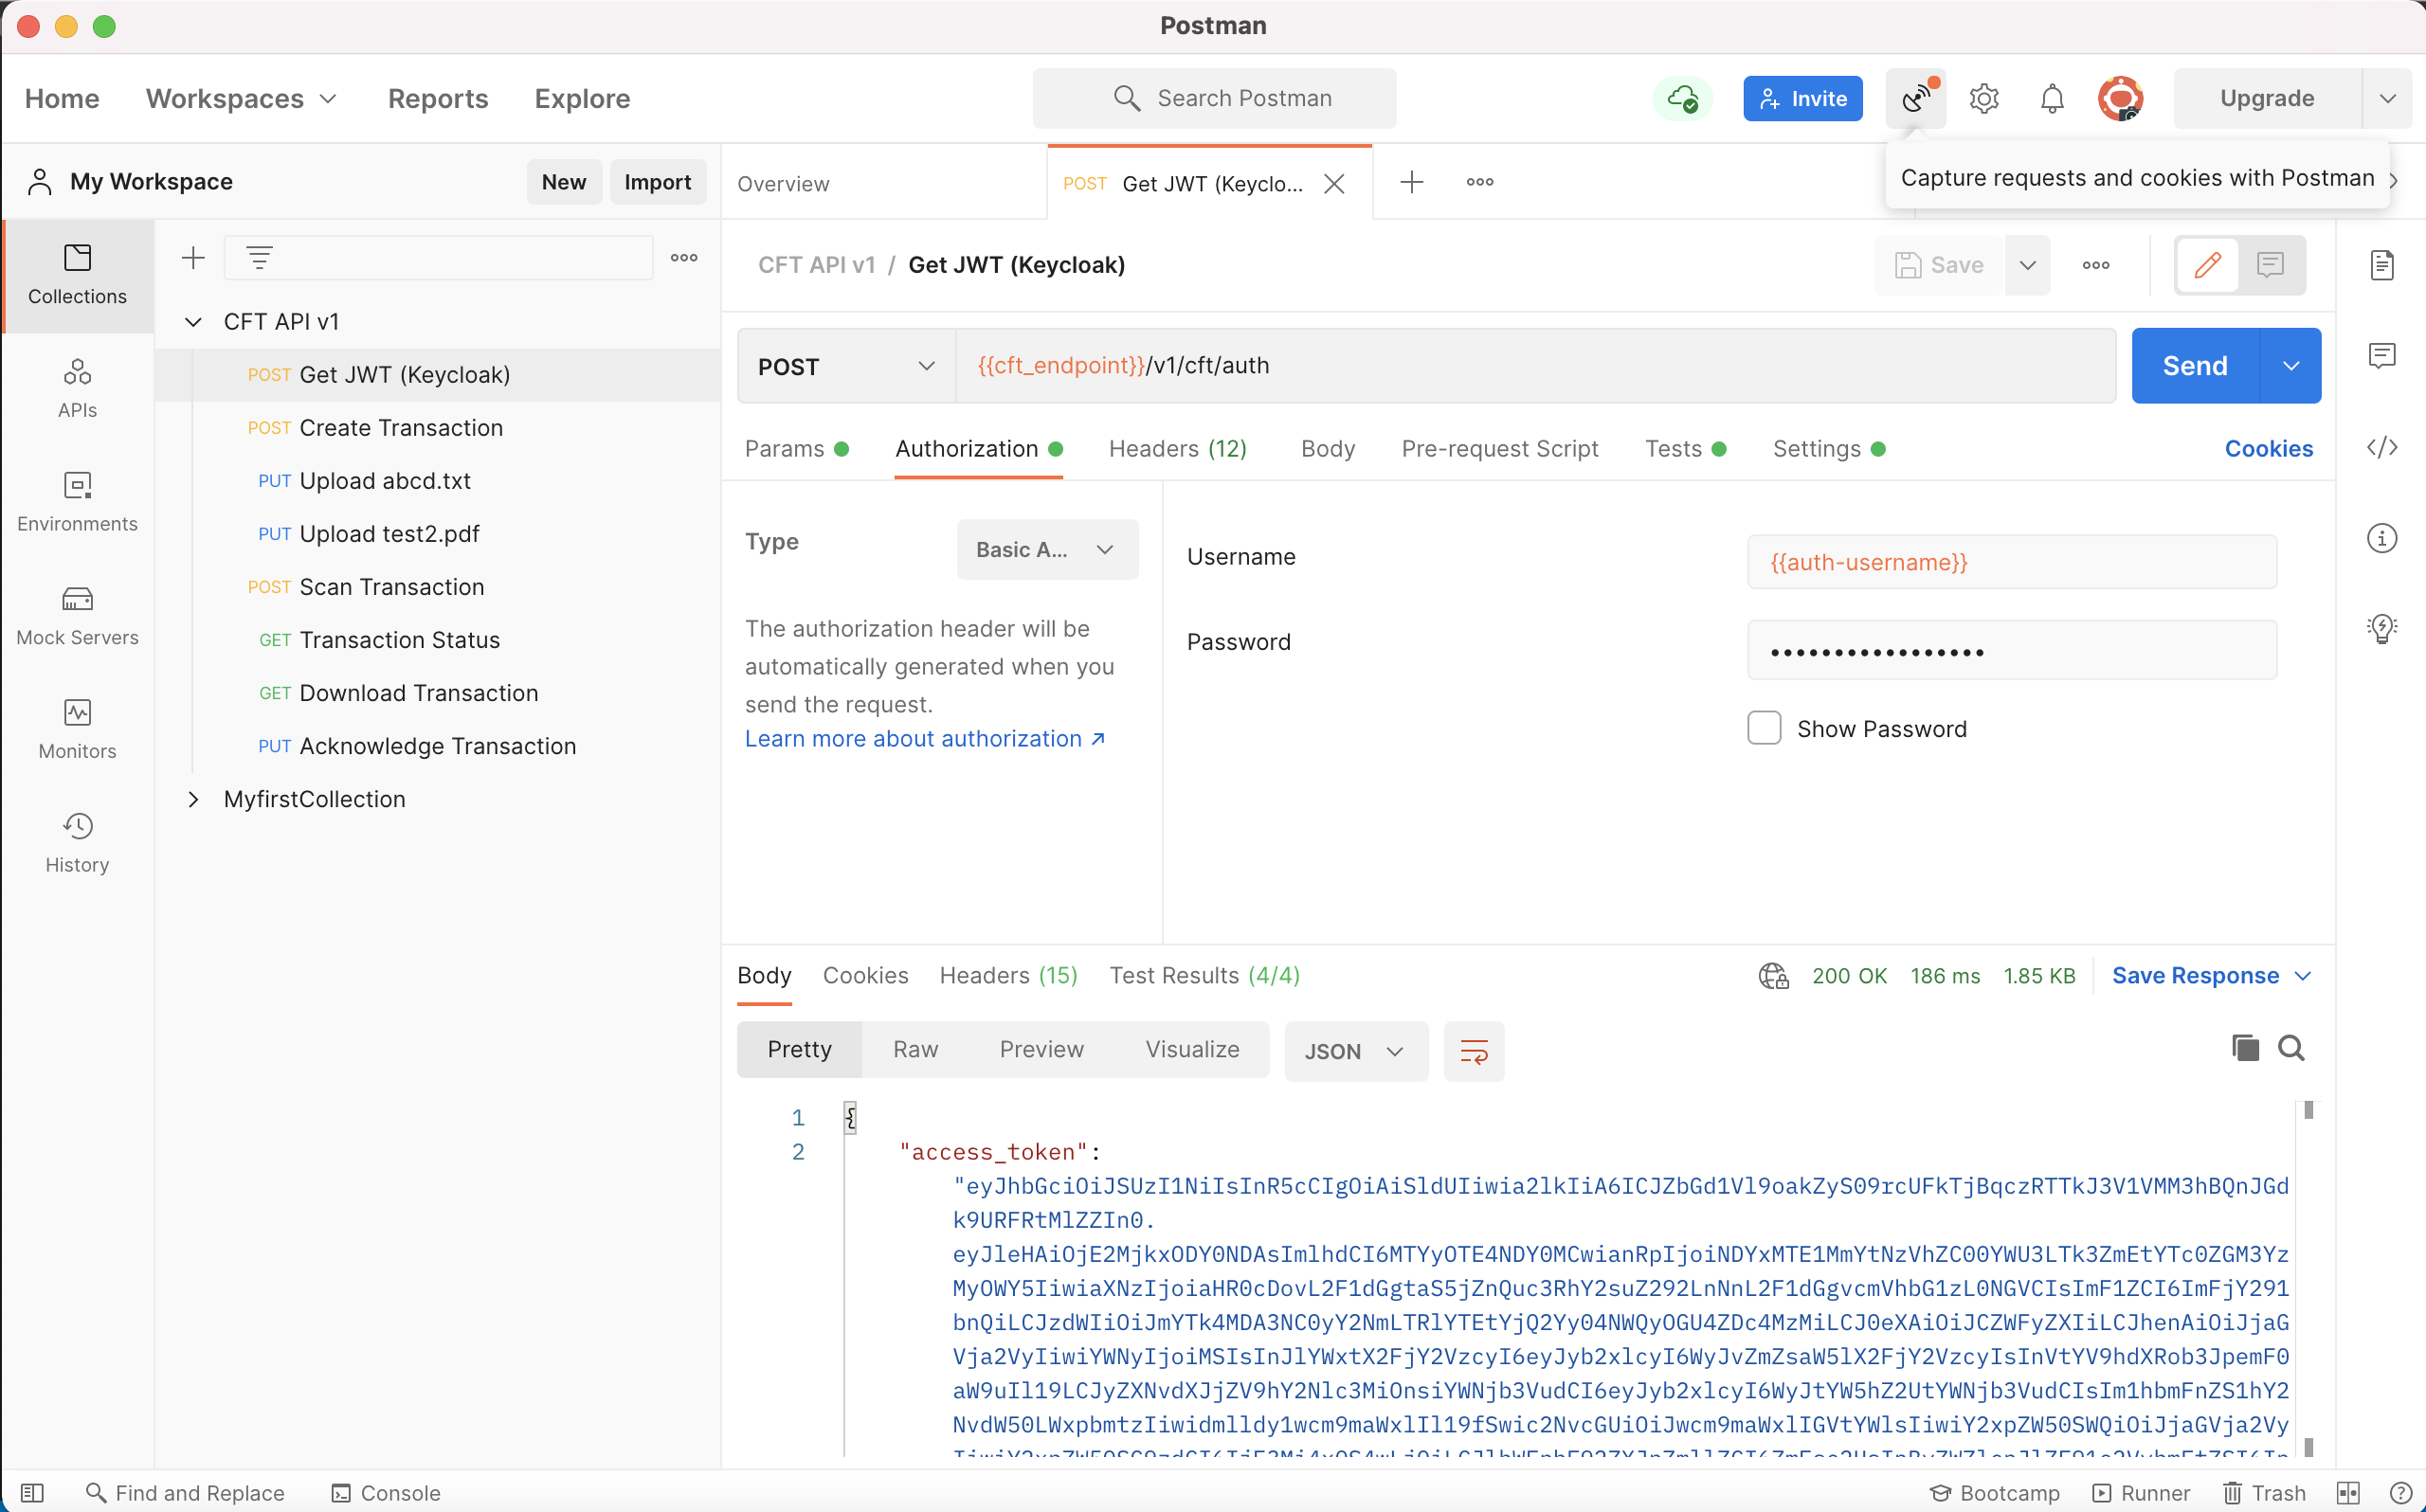 Postman
Home Workspaces Reports Explore Search Postman Invite Upgrade
Capture requests and cookies with Postman
My Workspace New Import Overview POST Get JWT (Keyclo...
CFT API v1 / Get JWT (Keycloak) Save
Collections
APIs
Environments
Mock Servers
Monitors
History
CFT API v1
POST Get JWT (Keycloak)
POST Create Transaction
PUT Upload abcd.txt
PUT Upload test2.pdf
POST Scan Transaction
GET Transaction Status
GET Download Transaction
PUT Acknowledge Transaction
MyfirstCollection
POST {{cft_endpoint}}/v1/cft/auth Send
Params Authorization Headers (12) Body Pre-request Script Tests Settings Cookies
Type Basic A...
The authorization header will be
automatically generated when you
send the request.
Learn more about authorization
Username {{auth-username}}
Password •••••••••••••••••
Show Password
Body Cookies Headers (15) Test Results (4/4) 200 OK 186 ms 1.85 KB Save Response
Pretty Raw Preview Visualize JSON
1 {
2 "access_token":
"eyJhbGciOiJSUzI1NiIsInR5cCIgOiAiSldUIiwia2lkIiA6ICJZbGd1Vl9oakZyS09rcUFkTjBqczRTTkJ3V1VMM3hBQnJGd
k9URFRtMlZZIn0.
eyJleHAiOjE2MjkxODY0NDAsImlhdCI6MTYyOTE4NDY0MCwianRpIjoiNDYxMTE1MmYtNzVhZC00YWU3LTk3ZmEtYTc0ZGM3Yz
MyOWY5IiwiaXNzIjoiaHR0cDovL2F1dGgtaS5jZnQuc3RhY2suZ292LnNnL2F1dGgvcmVhbG1zL0NGVCIsImF1ZCI6ImFjY291
bnQiLCJzdWIiOiJmYTk4MDA3NC0yY2NmLTRlYTEtYjQ2Yy04NWQyOGU4ZDc4MzMiLCJ0eXAiOiJCZWFyZXIiLCJhenAiOiJjaG
Vja2VyIiwiYWNyIjoiMSIsInJlYWxtX2FjY2VzcyI6eyJyb2xlcyI6WyJvZmZsaW5lX2FjY2VzcyIsInVtYV9hdXRob3JpemF0
aW9uIl19LCJyZXNvdXJjZV9hY2Nlc3MiOnsiYWNjb3VudCI6eyJyb2xlcyI6WyJtYW5hZ2UtYWNjb3VudCIsIm1hbmFnZS1hY2
NvdW50LWxpbmtzIiwidmlldy1wcm9maWxlIl19fSwic2NvcGUiOiJwcm9maWxlIGVtYWlsIiwiY2xpZW50SWQiOiJjaGVja2Vy
Find and Replace Console Bootcamp Runner Trash